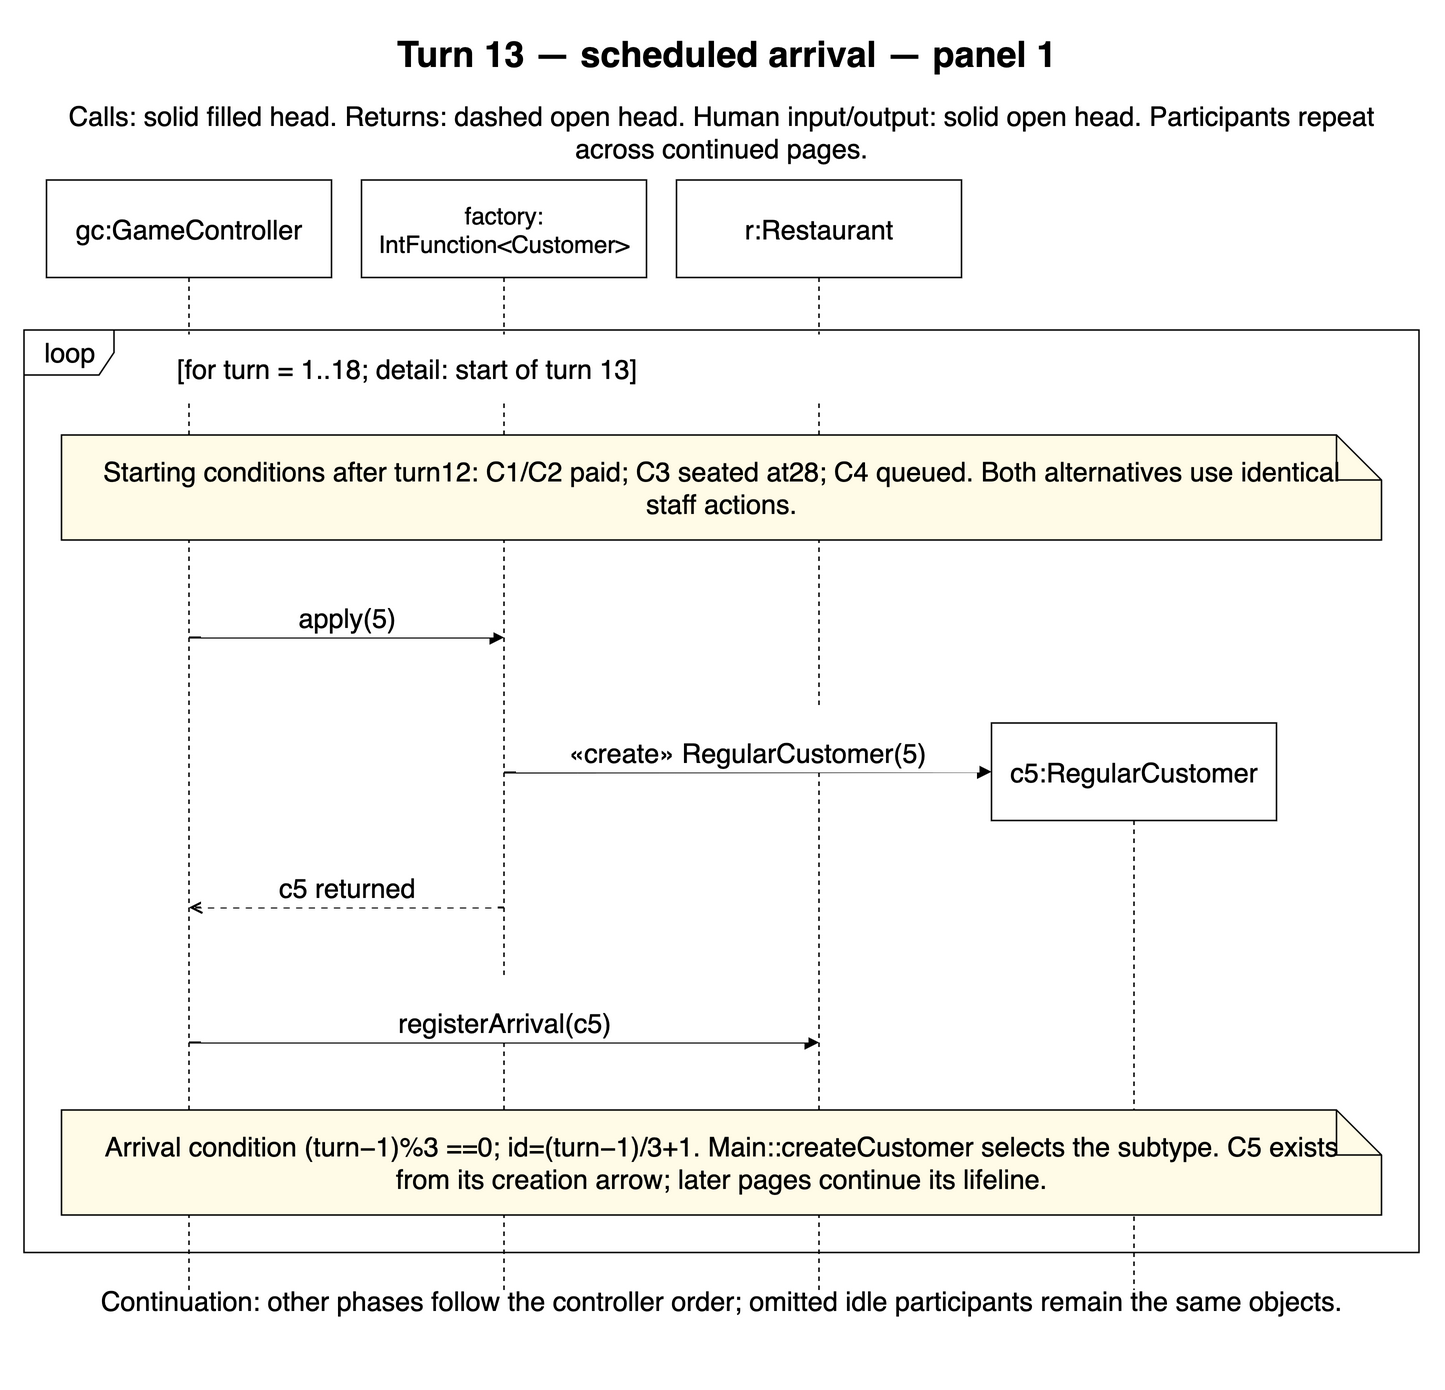 Turn 13 — scheduled arrival — panel 1
Calls: solid filled head. Returns: dashed open head. Human input/output: solid open head. Participants repeat
across continued pages.
gc:GameController
factory:
IntFunction<Customer>
r:Restaurant
loop
[for turn = 1..18; detail: start of turn 13]
Starting conditions after turn12: C1/C2 paid; C3 seated at28; C4 queued. Both alternatives use identical
staff actions.
apply(5)
«create» RegularCustomer(5)
c5:RegularCustomer
c5 returned
registerArrival(c5)
Arrival condition (turn−1)%3 ==0; id=(turn−1)/3+1. Main::createCustomer selects the subtype. C5 exists
from its creation arrow; later pages continue its lifeline.
Continuation: other phases follow the controller order; omitted idle participants remain the same objects.